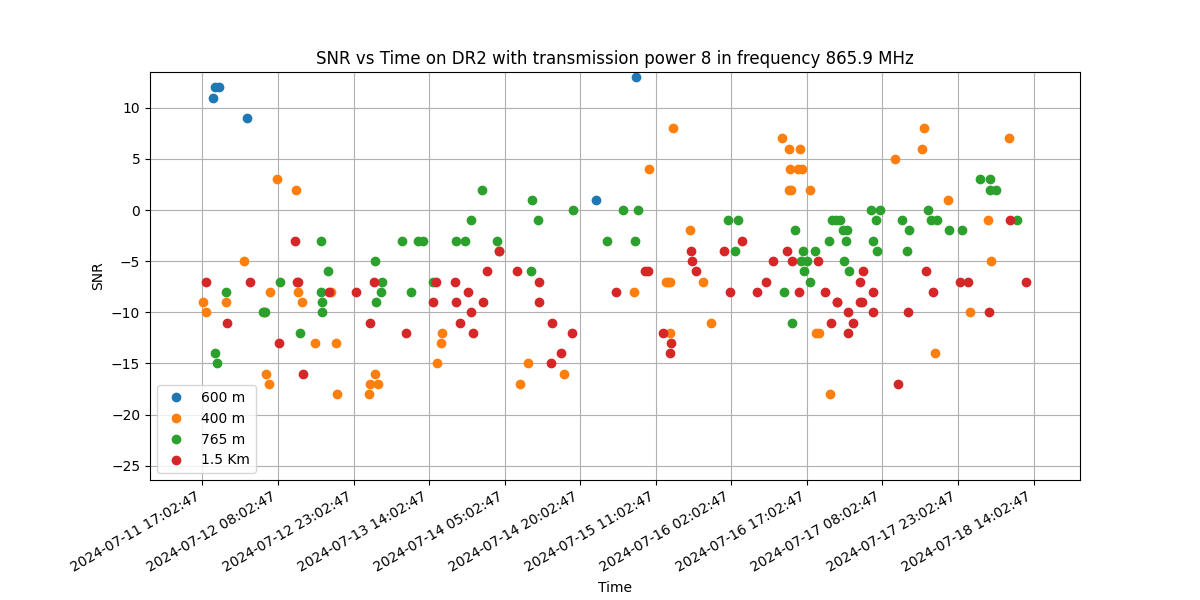 SNR vs Time on DR2 with transmission power 8 in frequency 865.9 MHz
10
5
0
−5
−10
−15
−20
−25
SNR
600 m
400 m
765 m
1.5 Km
2024-07-11 17:02:47
2024-07-12 08:02:47
2024-07-12 23:02:47
2024-07-13 14:02:47
2024-07-14 05:02:47
2024-07-14 20:02:47
2024-07-15 11:02:47
2024-07-16 02:02:47
2024-07-16 17:02:47
2024-07-17 08:02:47
2024-07-17 23:02:47
2024-07-18 14:02:47
Time